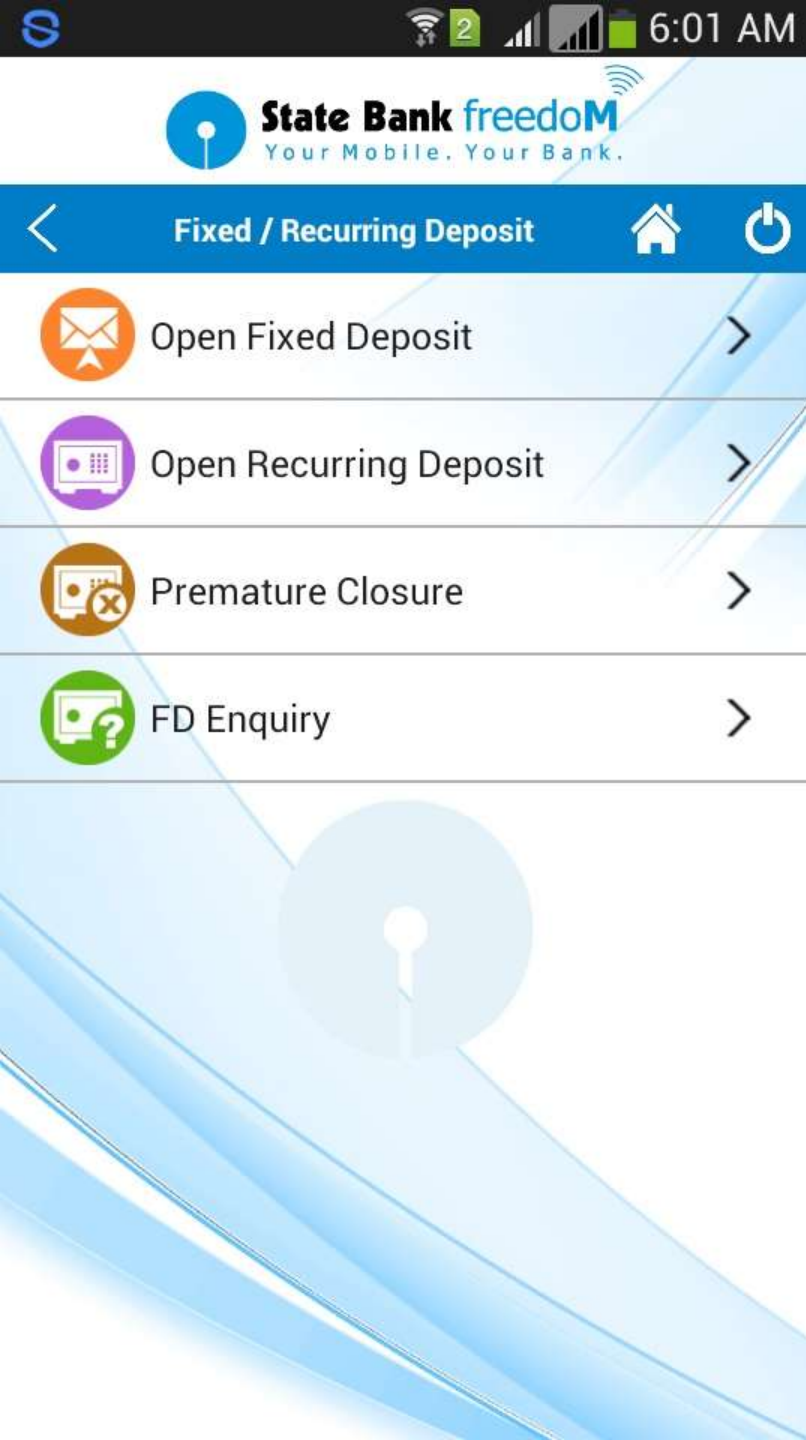 2 6:01 AM
State Bank freedoM
Your Mobile. Your Bank.
Fixed / Recurring Deposit
Open Fixed Deposit
Open Recurring Deposit
Premature Closure
FD Enquiry